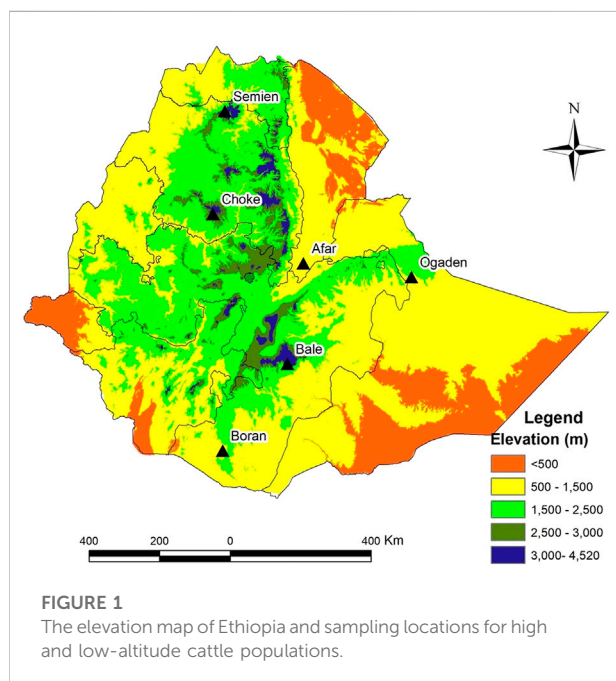 Semien
N
Choke
Afar
Ogaden
Bale
Boran
Legend
Elevation (m)
<500
500 - 1,500
1,500 - 2,500
2,500 - 3,000
3,000- 4,520
400 200 0 400 Km
FIGURE 1
The elevation map of Ethiopia and sampling locations for high
and low-altitude cattle populations.